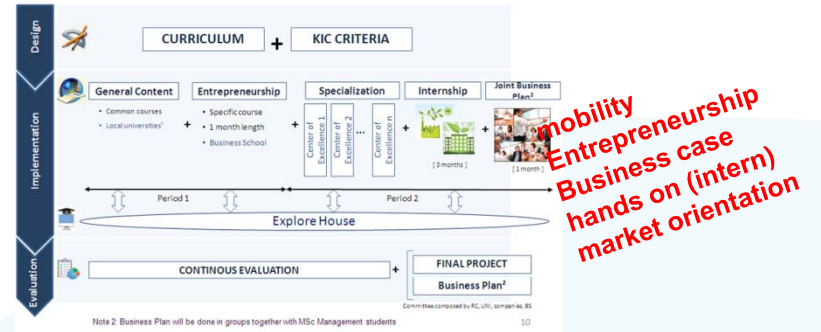 Design
CURRICULUM + KIC CRITERIA
Implementation
General Content
• Common courses
• Local universities¹
+
Entrepreneurship
• Specific course
• 1 month length
• Business School
+
Specialization
Center of Excellence 1
Center of Excellence 2
...
Center of Excellence n
+
Internship
[ 3 months ]
+
Joint Business
Plan²
[ 1 month ]
mobility
Entrepreneurship
Business case
hands on (intern)
market orientation
Period 1
Period 2
Explore House
Evaluation
CONTINOUS EVALUATION
+
FINAL PROJECT
Business Plan²
Committee composed by RC, UNI, companies, BS
Note 2: Business Plan will be done in groups together with MSc Management students
10